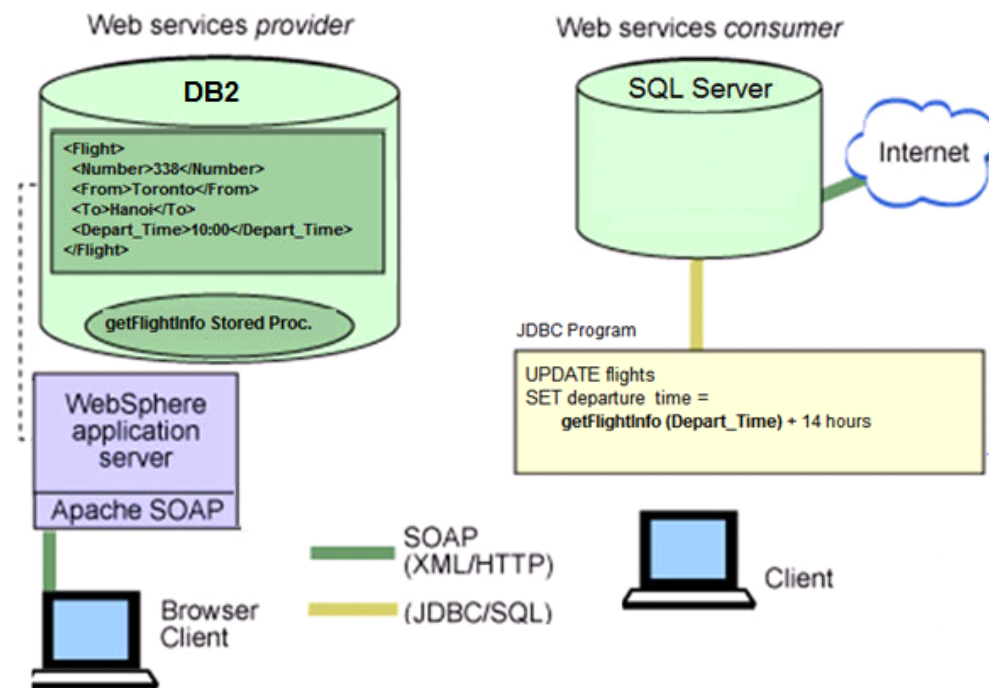 Web services provider
DB2
<Flight>
<Number>338</Number>
<From>Toronto</From>
<To>Hanoi</To>
<Depart_Time>10:00</Depart_Time>
</Flight>
getFlightInfo Stored Proc.
WebSphere
application
server
Apache SOAP
Browser
Client
Web services consumer
SQL Server
Internet
JDBC Program
UPDATE flights
SET departure time =
getFlightInfo (Depart_Time) + 14 hours
SOAP
(XML/HTTP)
(JDBC/SQL)
Client